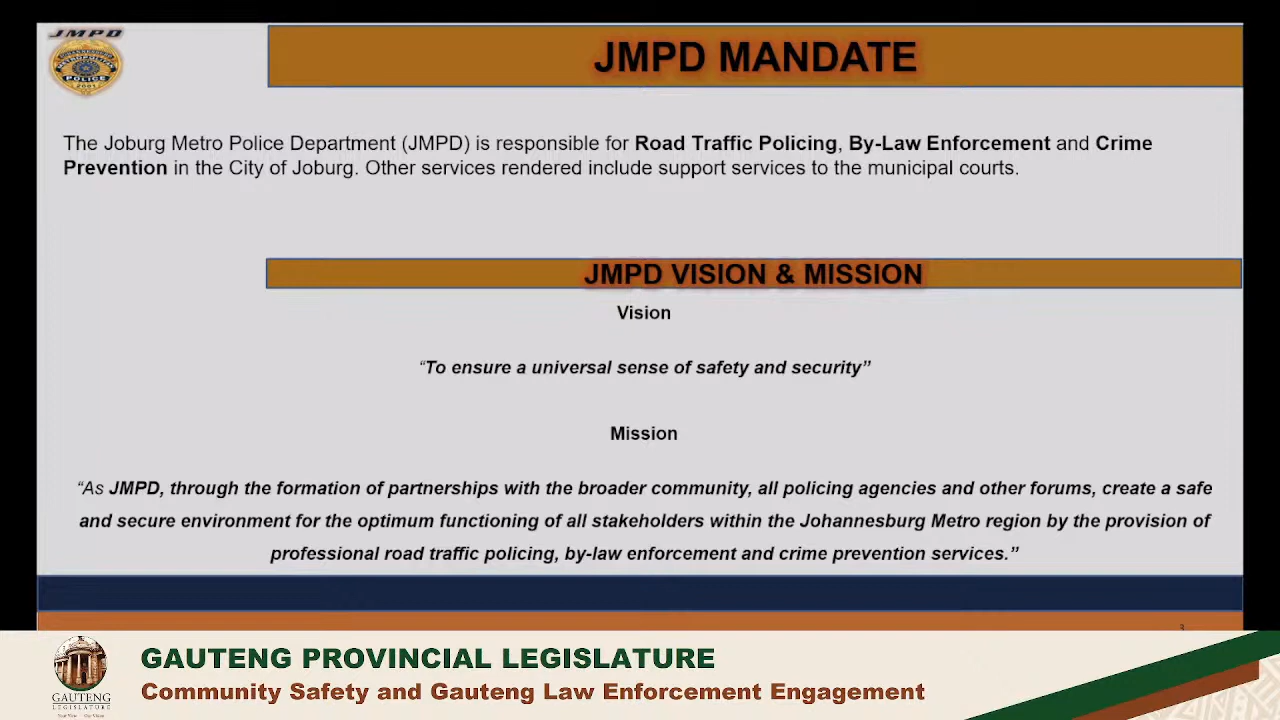 JMPD
JOHANNESBURG
METROPOLITAN
POLICE
2001
JMPD MANDATE
The Joburg Metro Police Department (JMPD) is responsible for Road Traffic Policing, By-Law Enforcement and Crime
Prevention in the City of Joburg. Other services rendered include support services to the municipal courts.
JMPD VISION & MISSION
Vision
“To ensure a universal sense of safety and security”
Mission
“As JMPD, through the formation of partnerships with the broader community, all policing agencies and other forums, create a safe
and secure environment for the optimum functioning of all stakeholders within the Johannesburg Metro region by the provision of
professional road traffic policing, by-law enforcement and crime prevention services.”
3
GAUTENG PROVINCIAL LEGISLATURE
Community Safety and Gauteng Law Enforcement Engagement
GAUTENG
LEGISLATURE